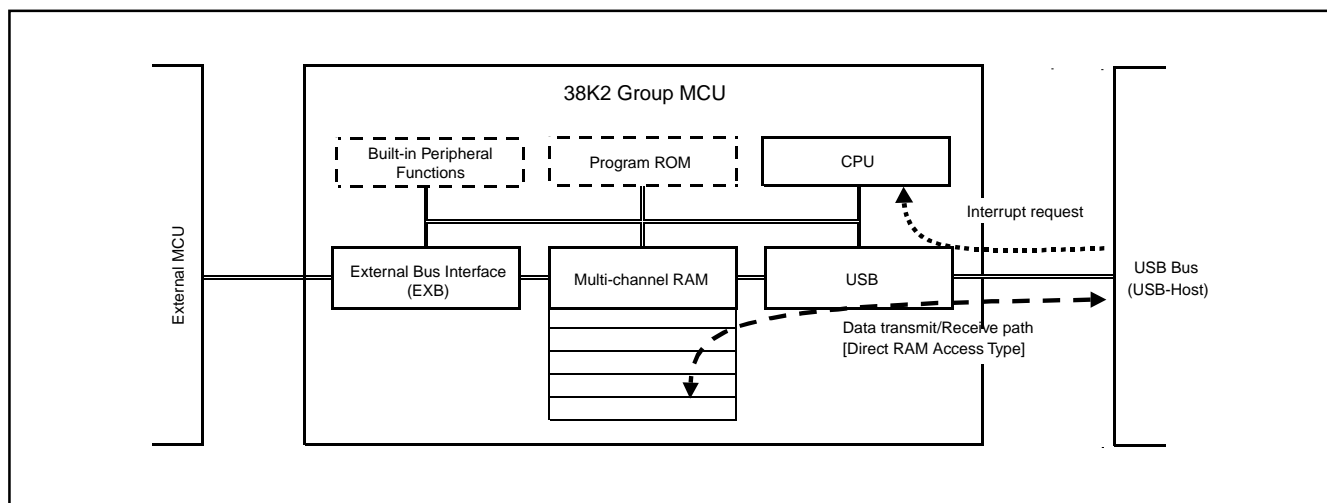 38K2 Group MCU
Built-in Peripheral
Functions
Program ROM
CPU
Interrupt request
External MCU
External Bus Interface
(EXB)
Multi-channel RAM
USB
USB Bus
(USB-Host)
Data transmit/Receive path
[Direct RAM Access Type]